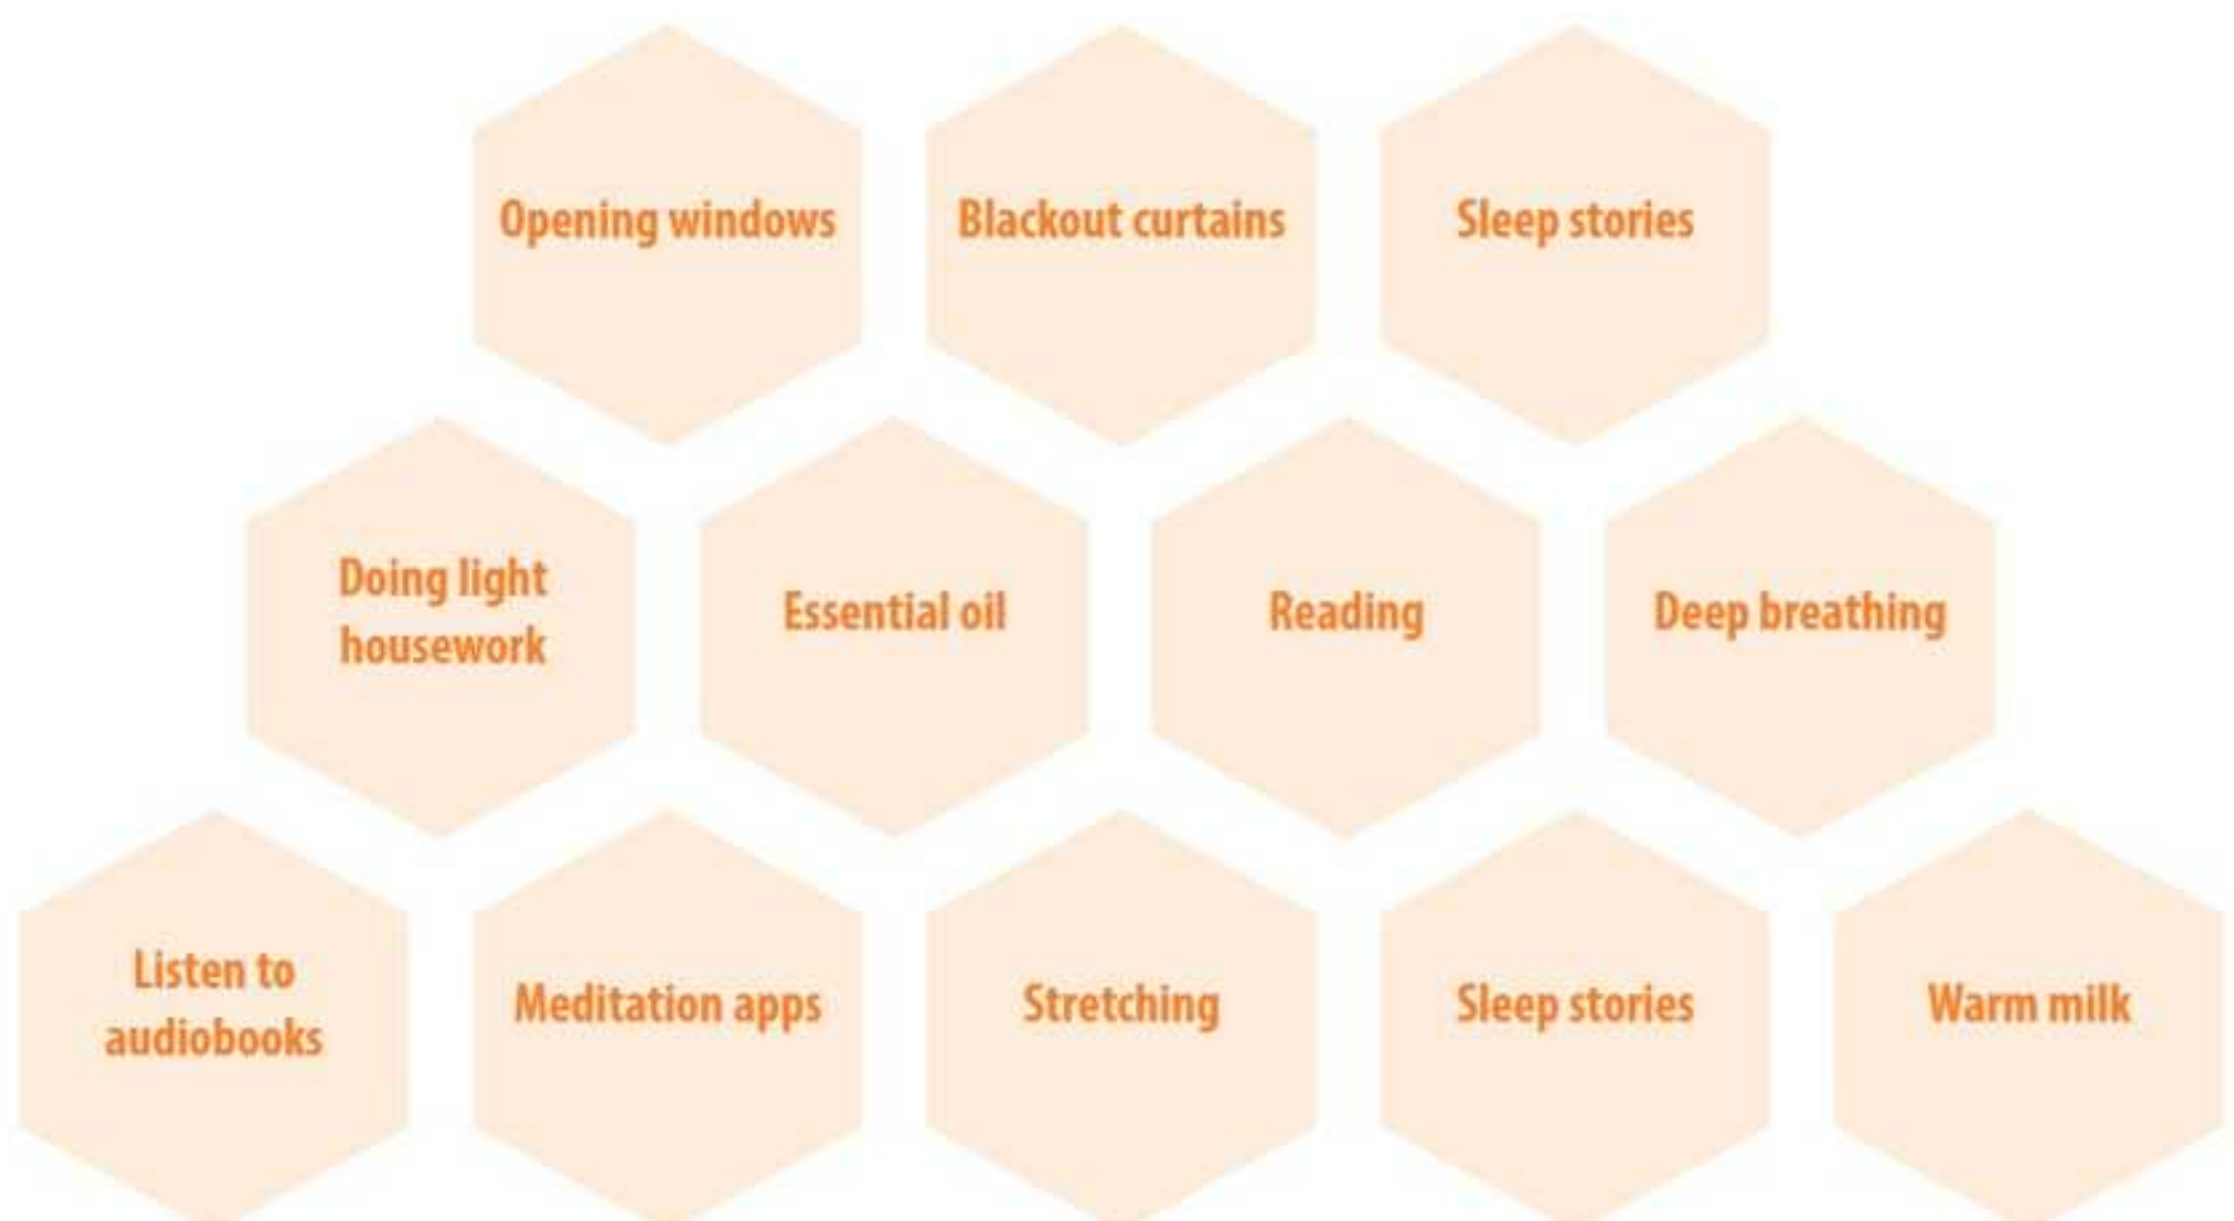 Opening windows
Blackout curtains
Sleep stories
Doing light
housework
Essential oil
Reading
Deep breathing
Listen to
audiobooks
Meditation apps
Stretching
Sleep stories
Warm milk